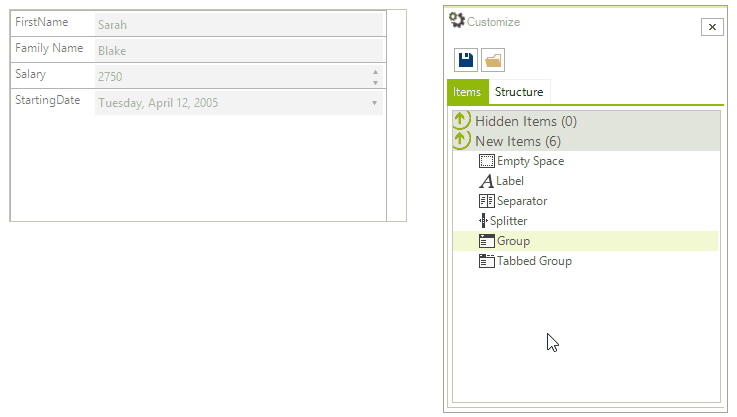 FirstName Sarah
Family Name Blake
Salary 2750
StartingDate Tuesday, April 12, 2005
Customize
Items Structure
Hidden Items (0)
New Items (6)
Empty Space
Label
Separator
Splitter
Group
Tabbed Group